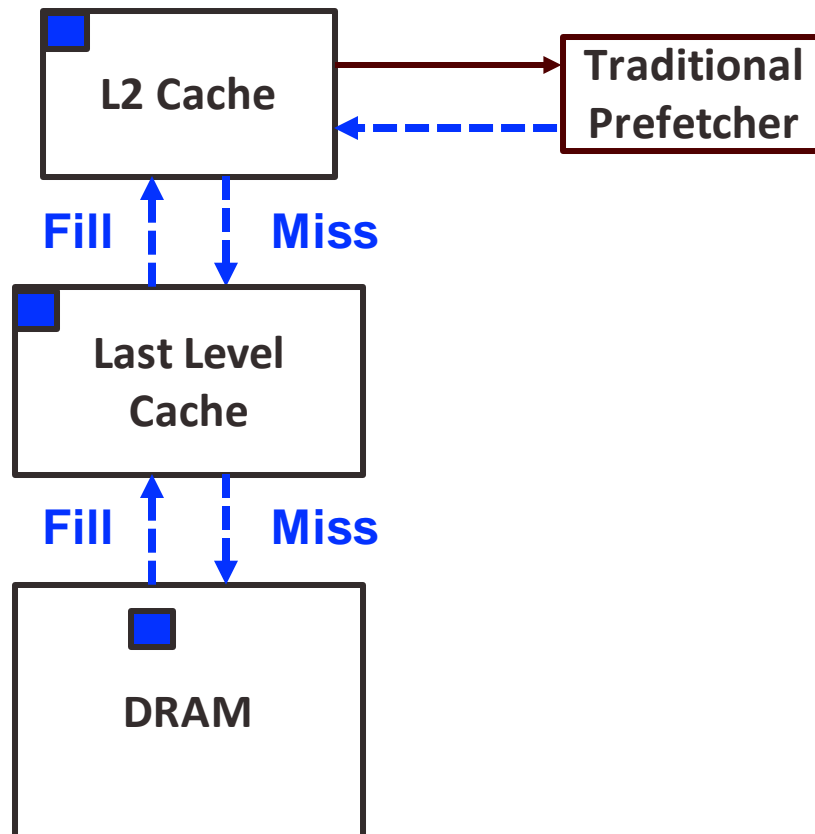 L2 Cache
Traditional
Prefetcher
Fill
Miss
Last Level
Cache
Fill
Miss
DRAM